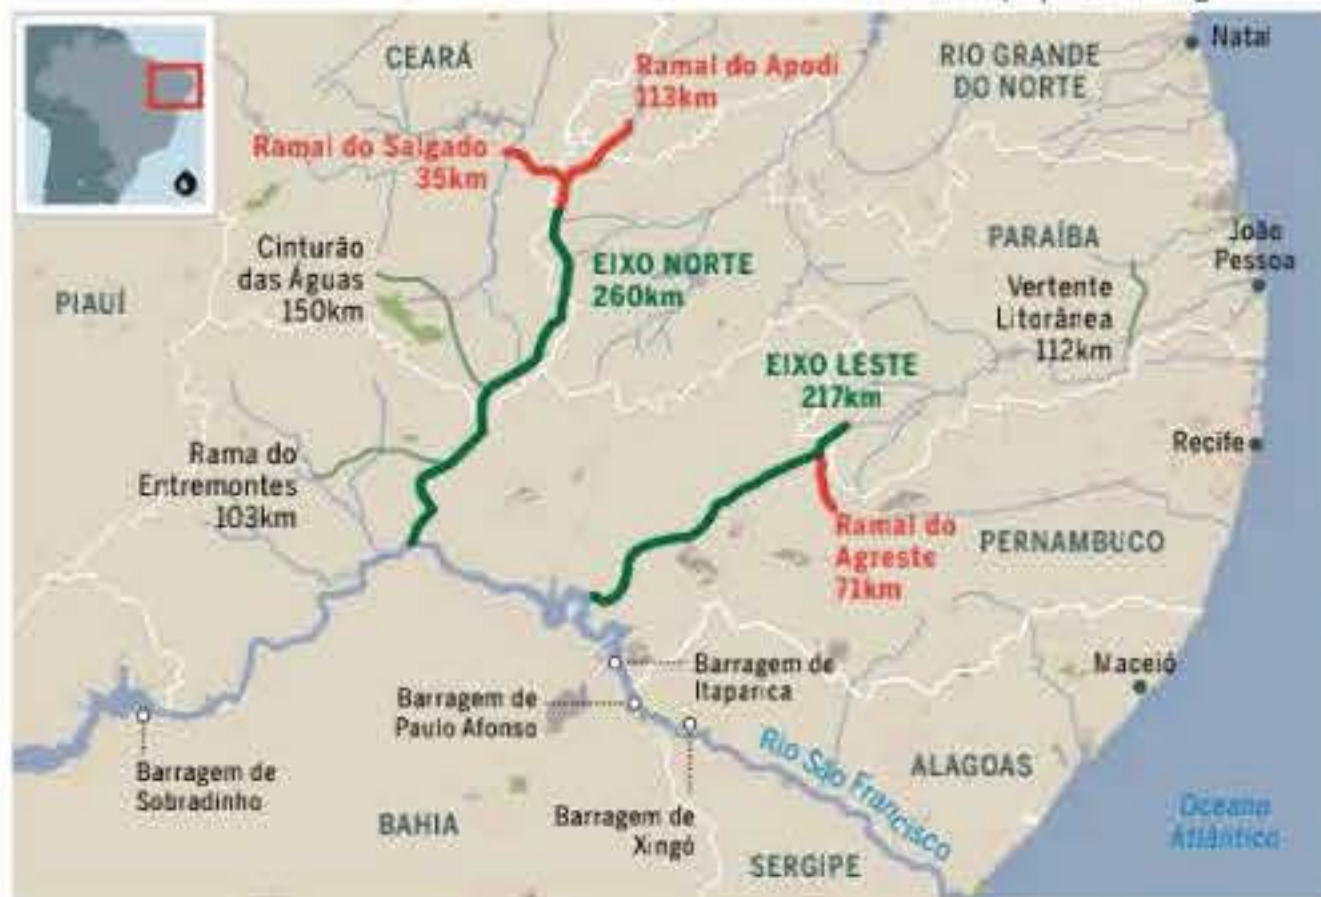 CEARÁ
Ramal do Apodi
113km
RIO GRANDE
DO NORTE
Natal
Ramal do Salgado
35km
Cinturão
das Águas
150km
EIXO NORTE
260km
PARAÍBA
João
Pessoa
PIAUÍ
Vertente
Litorânea
112km
EIXO LESTE
217km
Recife
Rama do
Entremontes
103km
Ramal do
Agreste
71km
PERNAMBUCO
Barragem de
Itaparica
Maceió
Barragem de
Paulo Afonso
Rio São Francisco
ALAGOAS
Barragem de
Sobradinho
BAHIA
Barragem de
Xingó
SERGIPE
Oceano
Atlântico